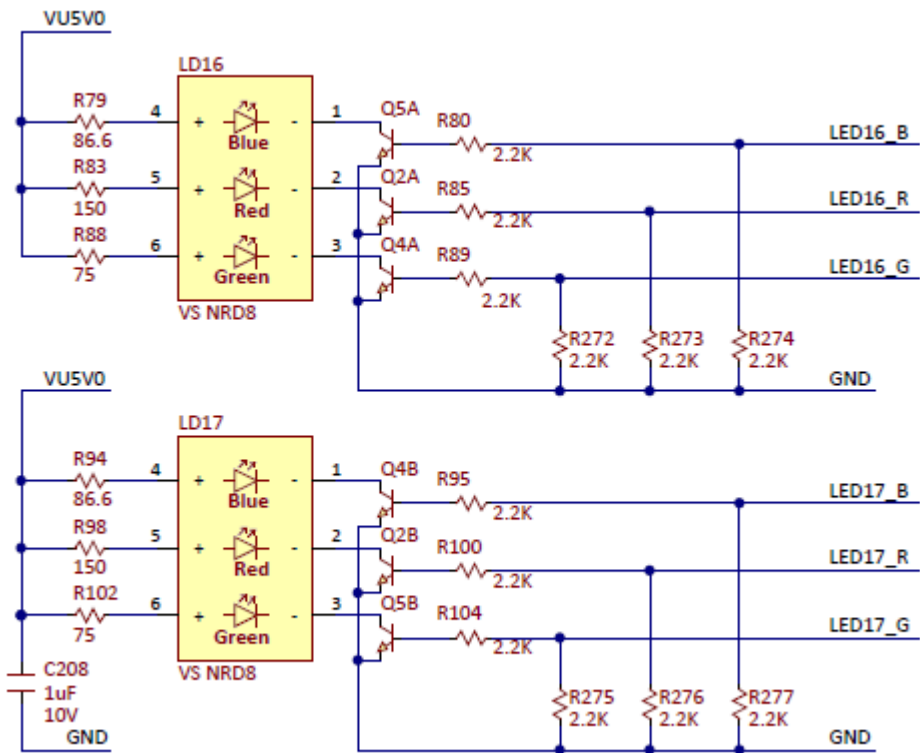 VU5V0
LD16
R79
86.6
4
+
Blue
-
1
Q5A
R80
2.2K
LED16_B
R83
150
5
+
Red
-
2
Q2A
R85
2.2K
LED16_R
R88
75
6
+
Green
-
3
Q4A
R89
2.2K
LED16_G
VS NRD8
R272
2.2K
R273
2.2K
R274
2.2K
GND
VU5V0
LD17
R94
86.6
4
+
Blue
-
1
Q4B
R95
2.2K
LED17_B
R98
150
5
+
Red
-
2
Q2B
R100
2.2K
LED17_R
R102
75
6
+
Green
-
3
Q5B
R104
2.2K
LED17_G
VS NRD8
C208
1uF
10V
GND
R275
2.2K
R276
2.2K
R277
2.2K
GND